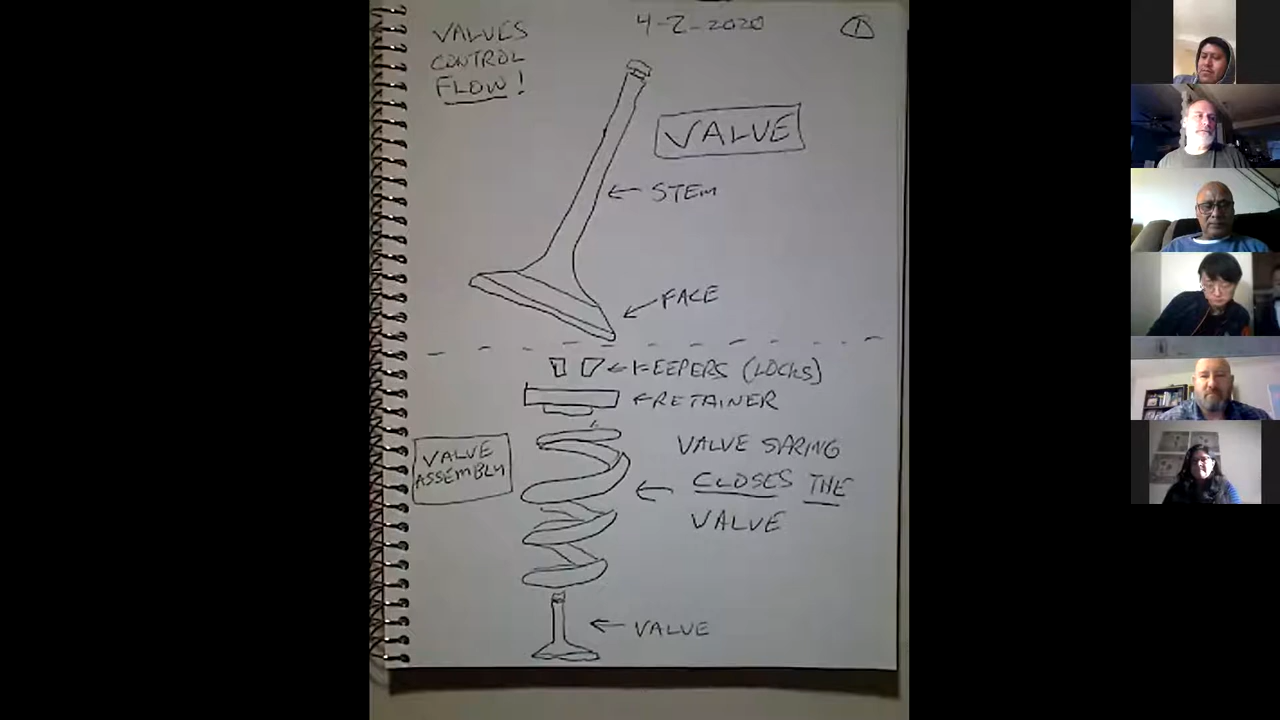 VALVES
CONTROL
FLOW!
4-2-2020
1
VALVE
STEM
FACE
KEEPERS (LOCKS)
RETAINER
VALVE
ASSEMBLY
VALVE SPRING
CLOSES THE
VALVE
VALVE